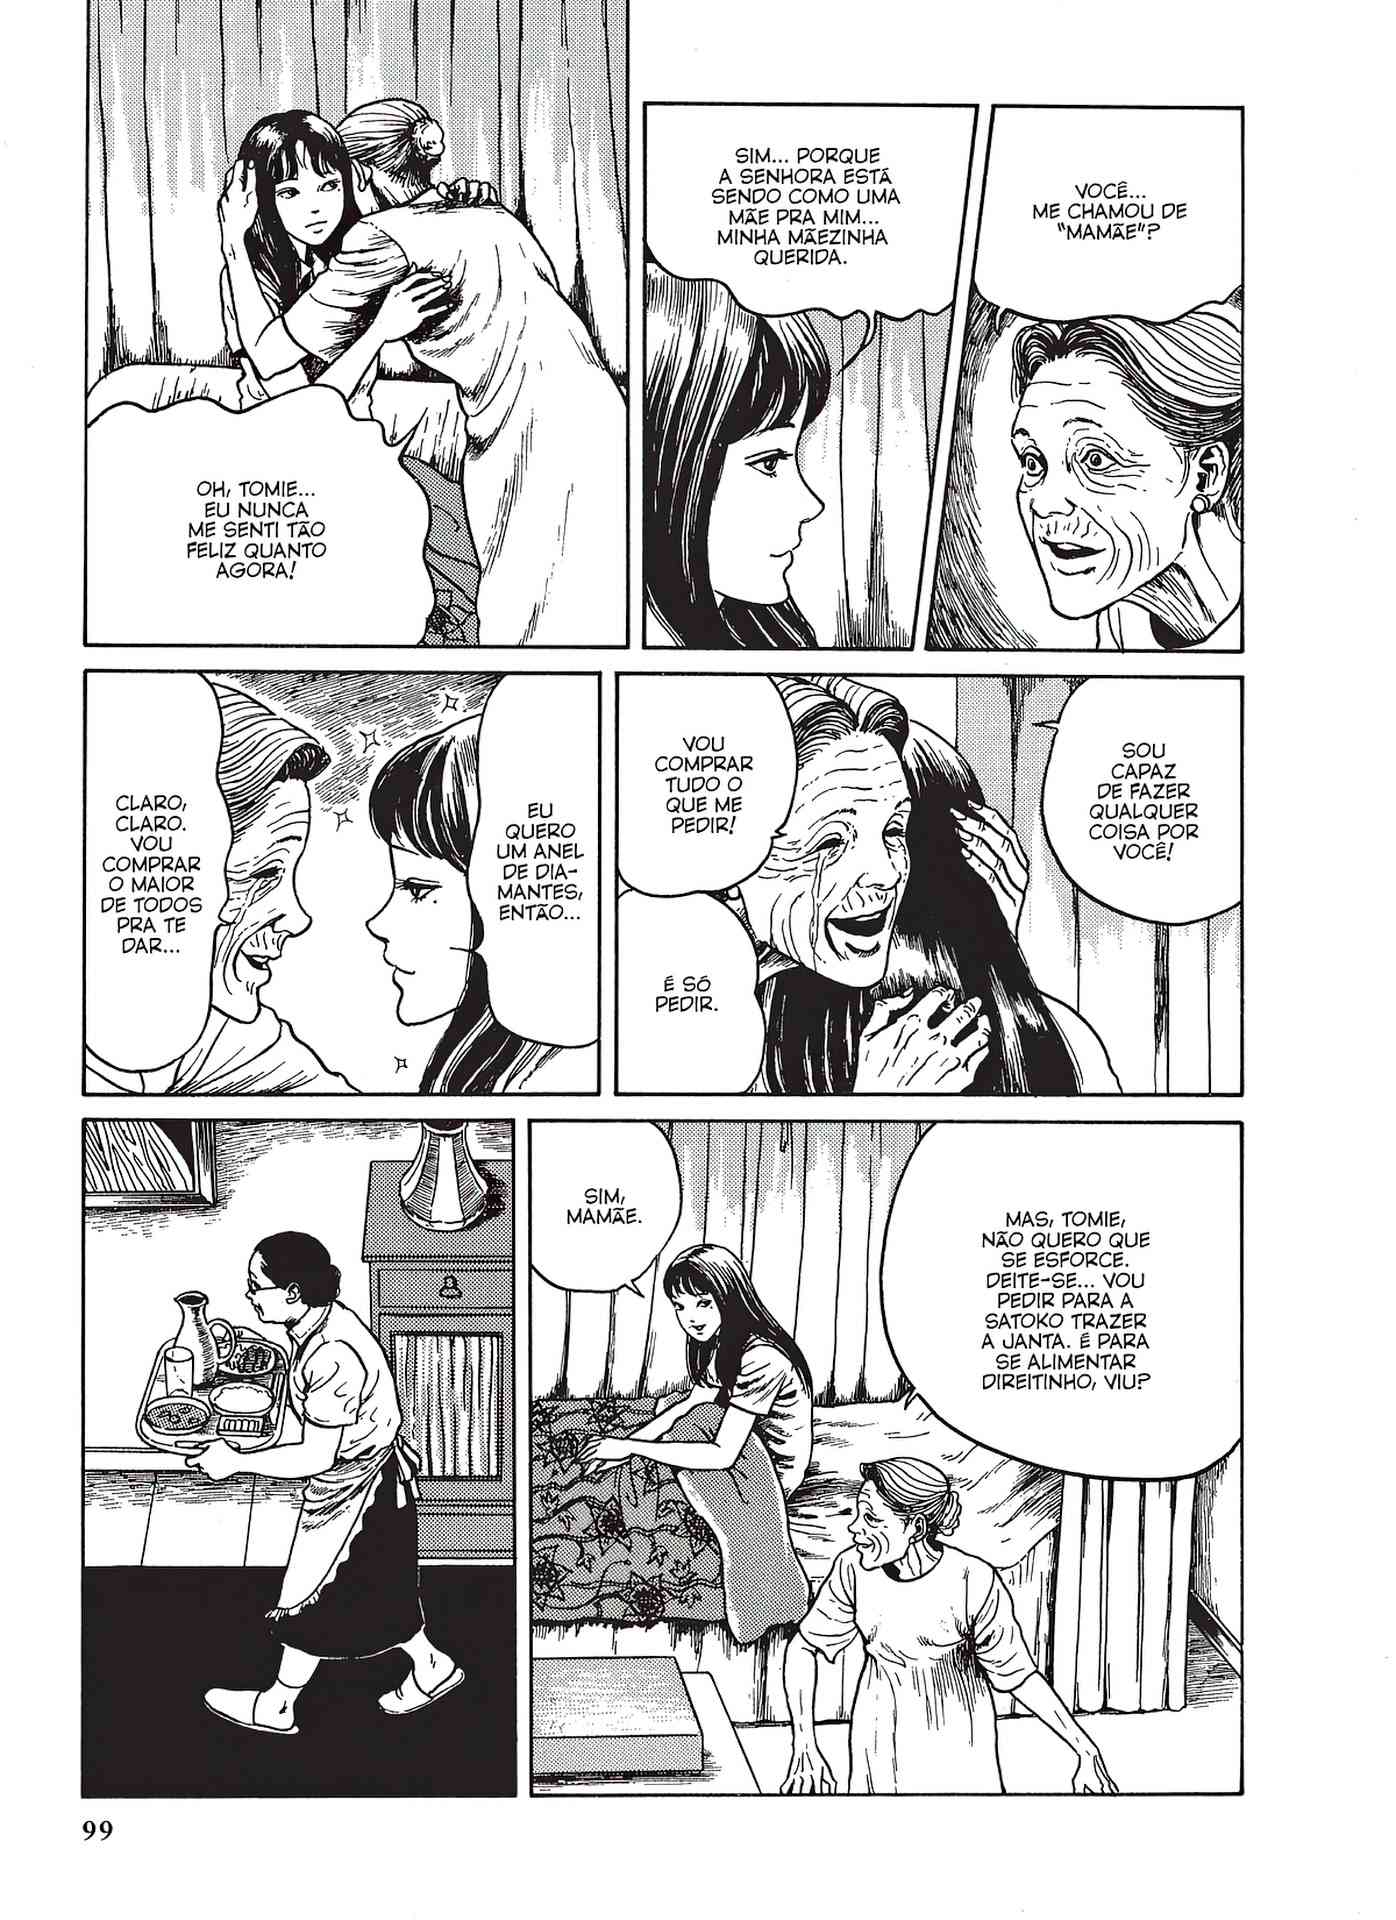 VOCÊ...
ME CHAMOU DE
"MAMÃE"?
SIM... PORQUE
A SENHORA ESTÁ
SENDO COMO UMA
MÃE PRA MIM...
MINHA MÃEZINHA
QUERIDA.
OH, TOMIE...
EU NUNCA
ME SENTI TÃO
FELIZ QUANTO
AGORA!
SOU
CAPAZ
DE FAZER
QUALQUER
COISA POR
VOCÊ!
VOU
COMPRAR
TUDO O
QUE ME
PEDIR!
É SÓ
PEDIR.
EU
QUERO
UM ANEL
DE DIA-
MANTES,
ENTÃO...
CLARO,
CLARO.
VOU
COMPRAR
O MAIOR
DE TODOS
PRA TE
DAR...
MAS, TOMIE,
NÃO QUERO QUE
SE ESFORCE.
DEITE-SE... VOU
PEDIR PARA A
SATOKO TRAZER
A JANTA. É PARA
SE ALIMENTAR
DIREITINHO, VIU?
SIM,
MAMÃE.
99